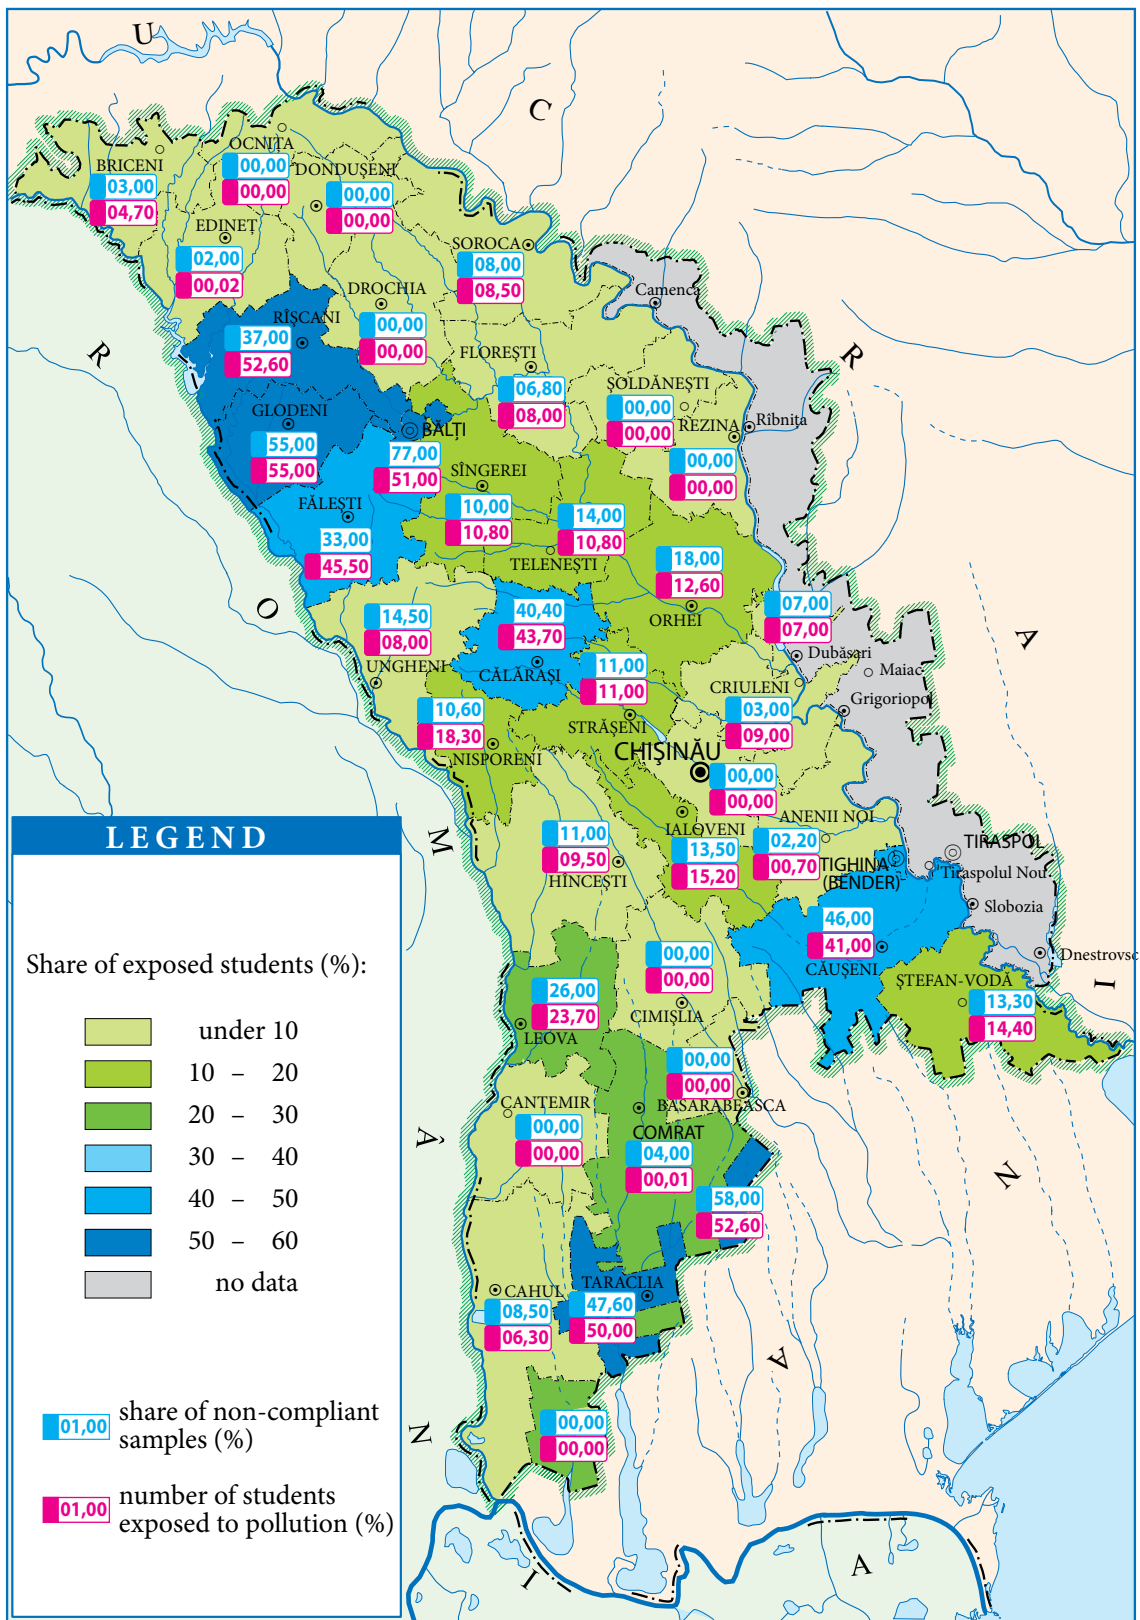 U
C
R
A
I
N
A
R
O
M
Â
N
I
A
OCNIȚA
00,00
00,00
BRICENI
03,00
04,70
DONDUȘENI
00,00
00,00
EDINEȚ
02,00
00,02
SOROCA
08,00
08,50
Camenca
DROCHIA
00,00
00,00
RÎȘCANI
37,00
52,60
FLOREȘTI
06,80
08,00
ȘOLDĂNEȘTI
00,00
00,00
REZINA
00,00
00,00
Rîbnița
GLODENI
55,00
55,00
BĂLȚI
77,00
51,00
SÎNGEREI
10,00
10,80
FĂLEȘTI
33,00
45,50
14,00
10,80
TELENEȘTI
18,00
12,60
ORHEI
14,50
08,00
UNGHENI
40,40
43,70
CĂLĂRAȘI
07,00
07,00
Dubăsari
Maiac
Grigoriopol
11,00
11,00
STRĂȘENI
CRIULENI
03,00
09,00
10,60
18,30
NISPORENI
CHIȘINĂU
00,00
00,00
ANENII NOI
02,20
00,70
IALOVENI
13,50
15,20
11,00
09,50
HÎNCEȘTI
TIGHINA
(BENDER)
TIRASPOL
Tiraspolul Nou
Slobozia
46,00
41,00
CĂUȘENI
Dnestrovsc
ȘTEFAN-VODĂ
13,30
14,40
00,00
00,00
CIMIȘLIA
26,00
23,70
LEOVA
00,00
00,00
BASARABEASCA
CANTEMIR
00,00
00,00
COMRAT
04,00
00,01
58,00
52,60
TARACLIA
47,60
50,00
CAHUL
08,50
06,30
00,00
00,00
LEGEND
Share of exposed students (%):
under 10
10 – 20
20 – 30
30 – 40
40 – 50
50 – 60
no data
01,00 share of non-compliant
samples (%)
01,00 number of students
exposed to pollution (%)